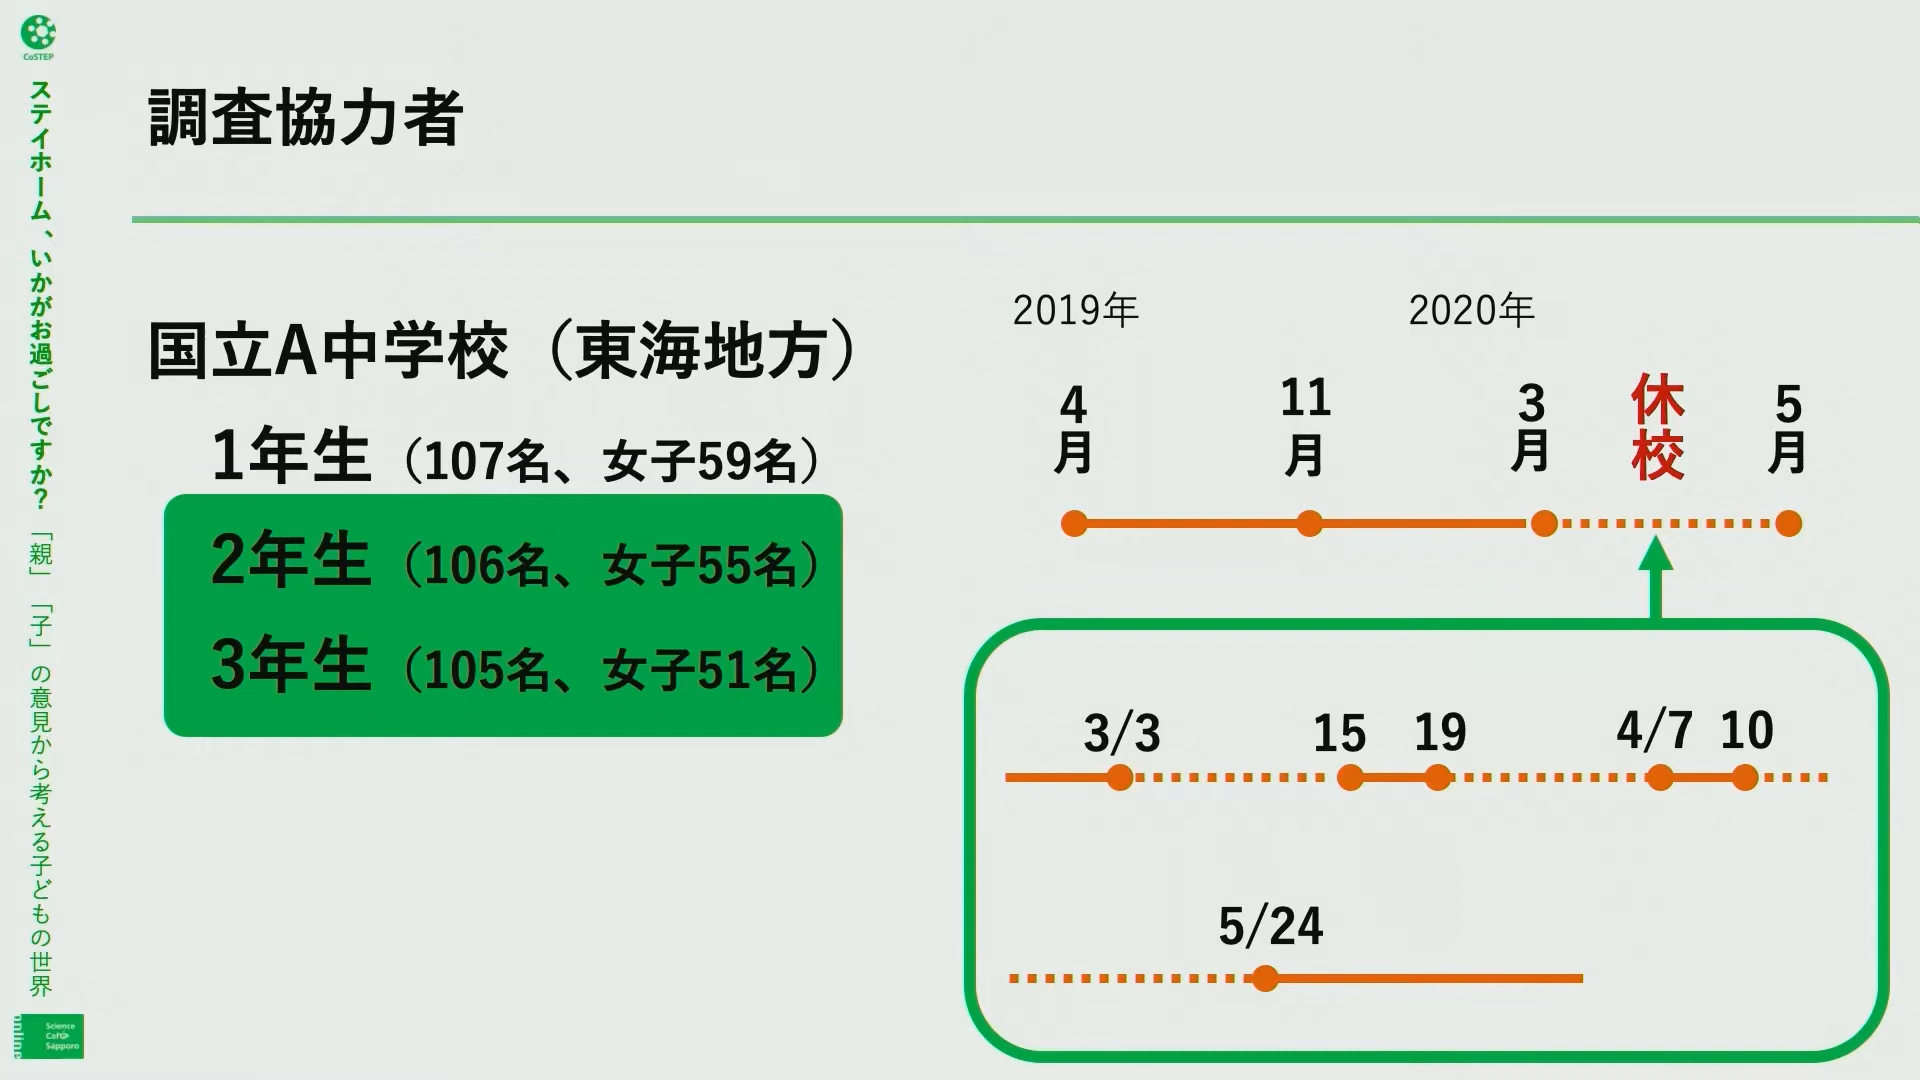 CoSTEP
ステイホーム、いかがお過ごしですか？「親」「子」の意見から考える子どもの世界
調査協力者
国立A中学校（東海地方）
1年生（107名、女子59名）
2年生（106名、女子55名）
3年生（105名、女子51名）
2019年 2020年
4月 11月 3月 休校 5月
3/3 15 19 4/7 10
5/24
online
Science
Café
Sapporo